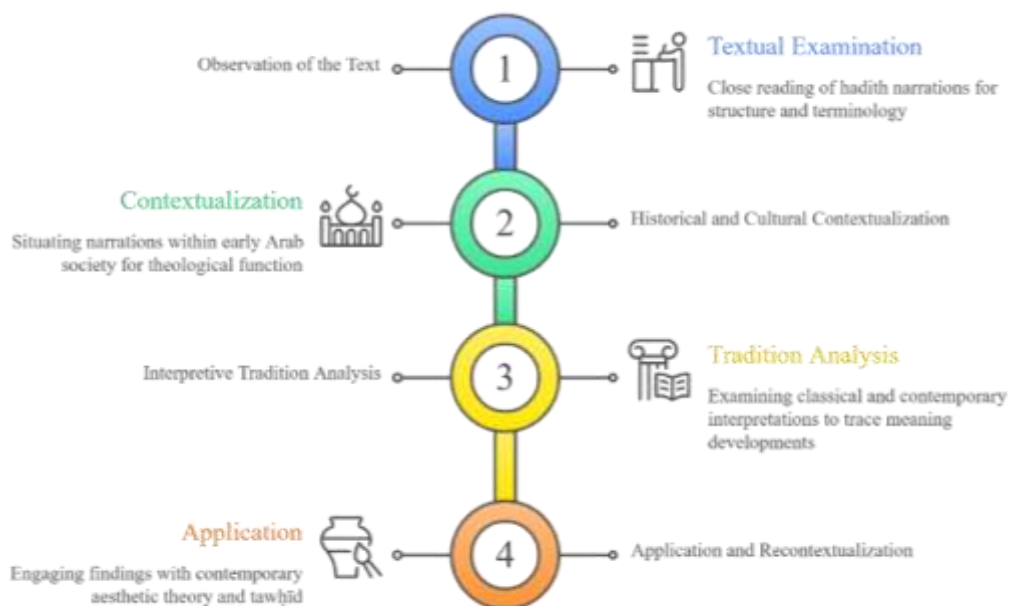 Observation of the Text
1
Textual Examination
Close reading of hadith narrations for
structure and terminology
Contextualization
Situating narrations within early Arab
society for theological function
2
Historical and Cultural Contextualization
Interpretive Tradition Analysis
3
Tradition Analysis
Examining classical and contemporary
interpretations to trace meaning
developments
Application
Engaging findings with contemporary
aesthetic theory and tawḥīd
4
Application and Recontextualization